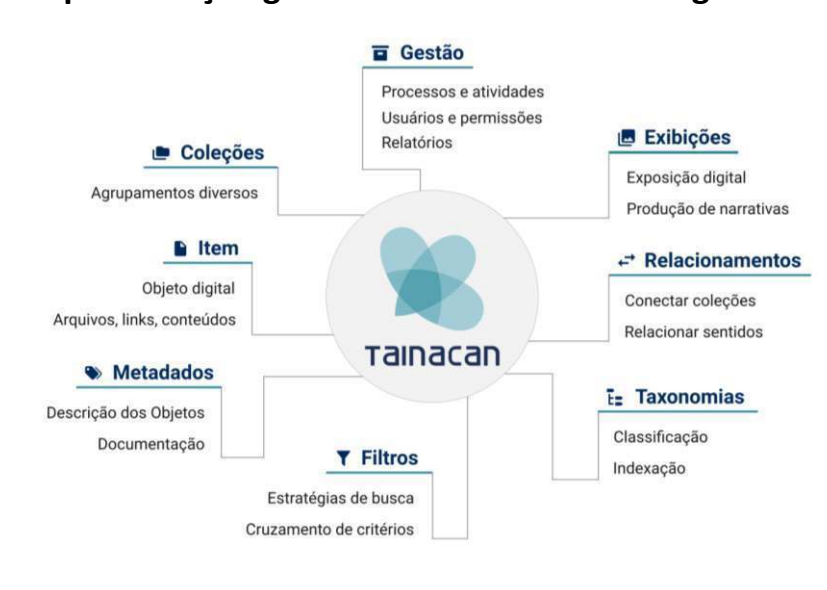 Gestão
Processos e atividades
Usuários e permissões
Relatórios
Coleções
Agrupamentos diversos
Exibições
Exposição digital
Produção de narrativas
Item
Objeto digital
Arquivos, links, conteúdos
Relacionamentos
Conectar coleções
Relacionar sentidos
TAINACAN
Metadados
Descrição dos Objetos
Documentação
Taxonomias
Classificação
Indexação
Filtros
Estratégias de busca
Cruzamento de critérios